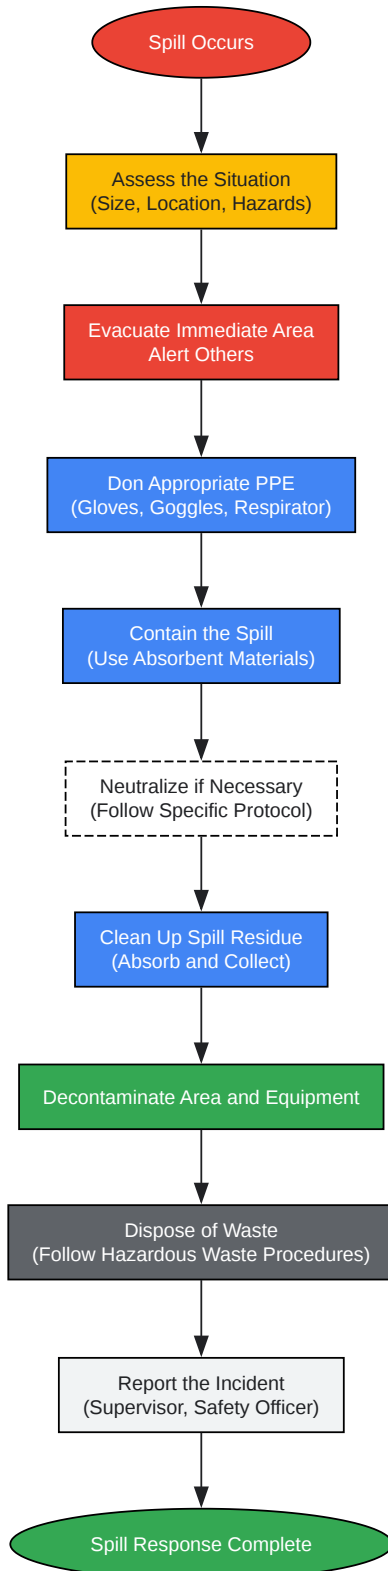 Spill Occurs
Assess the Situation
(Size, Location, Hazards)
Evacuate Immediate Area
Alert Others
Don Appropriate PPE
(Gloves, Goggles, Respirator)
Contain the Spill
(Use Absorbent Materials)
Neutralize if Necessary
(Follow Specific Protocol)
Clean Up Spill Residue
(Absorb and Collect)
Decontaminate Area and Equipment
Dispose of Waste
(Follow Hazardous Waste Procedures)
Report the Incident
(Supervisor, Safety Officer)
Spill Response Complete